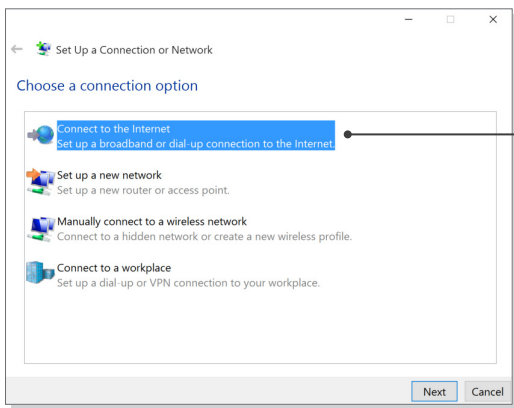 Set Up a Connection or Network
Choose a connection option
Connect to the Internet
Set up a broadband or dial-up connection to the Internet.
Set up a new network
Set up a new router or access point.
Manually connect to a wireless network
Connect to a hidden network or create a new wireless profile.
Connect to a workplace
Set up a dial-up or VPN connection to your workplace.
Next Cancel